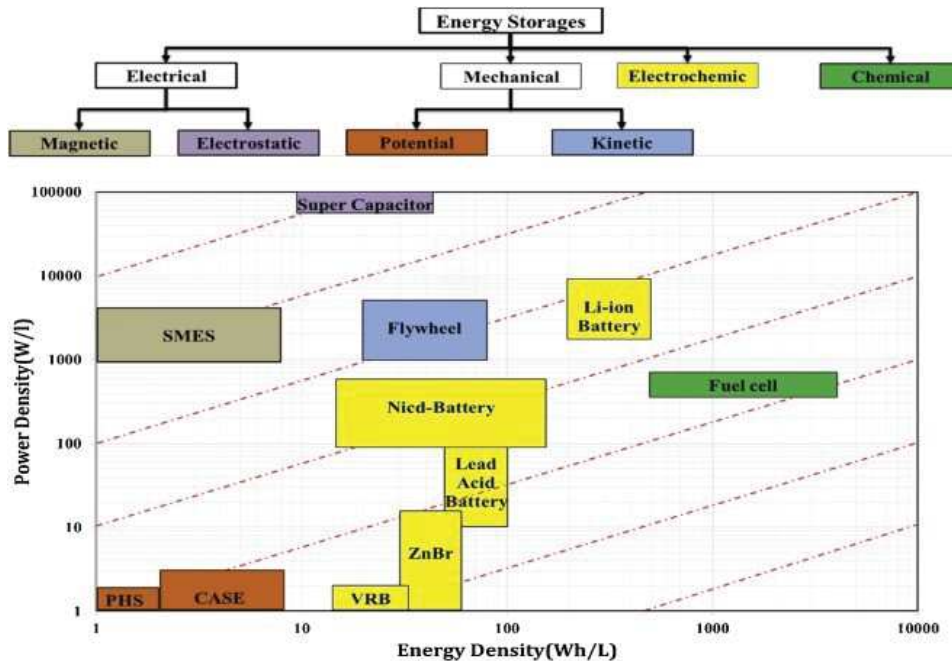 Energy Storages
Electrical
Mechanical
Electrochemic
Chemical
Magnetic
Electrostatic
Potential
Kinetic
Power Density(W/l)
100000
10000
1000
100
10
1
Super Capacitor
SMES
Flywheel
Li-ion
Battery
Fuel cell
Nicd-Battery
Lead
Acid
Battery
ZnBr
PHS
CASE
VRB
1
10
100
1000
10000
Energy Density(Wh/L)